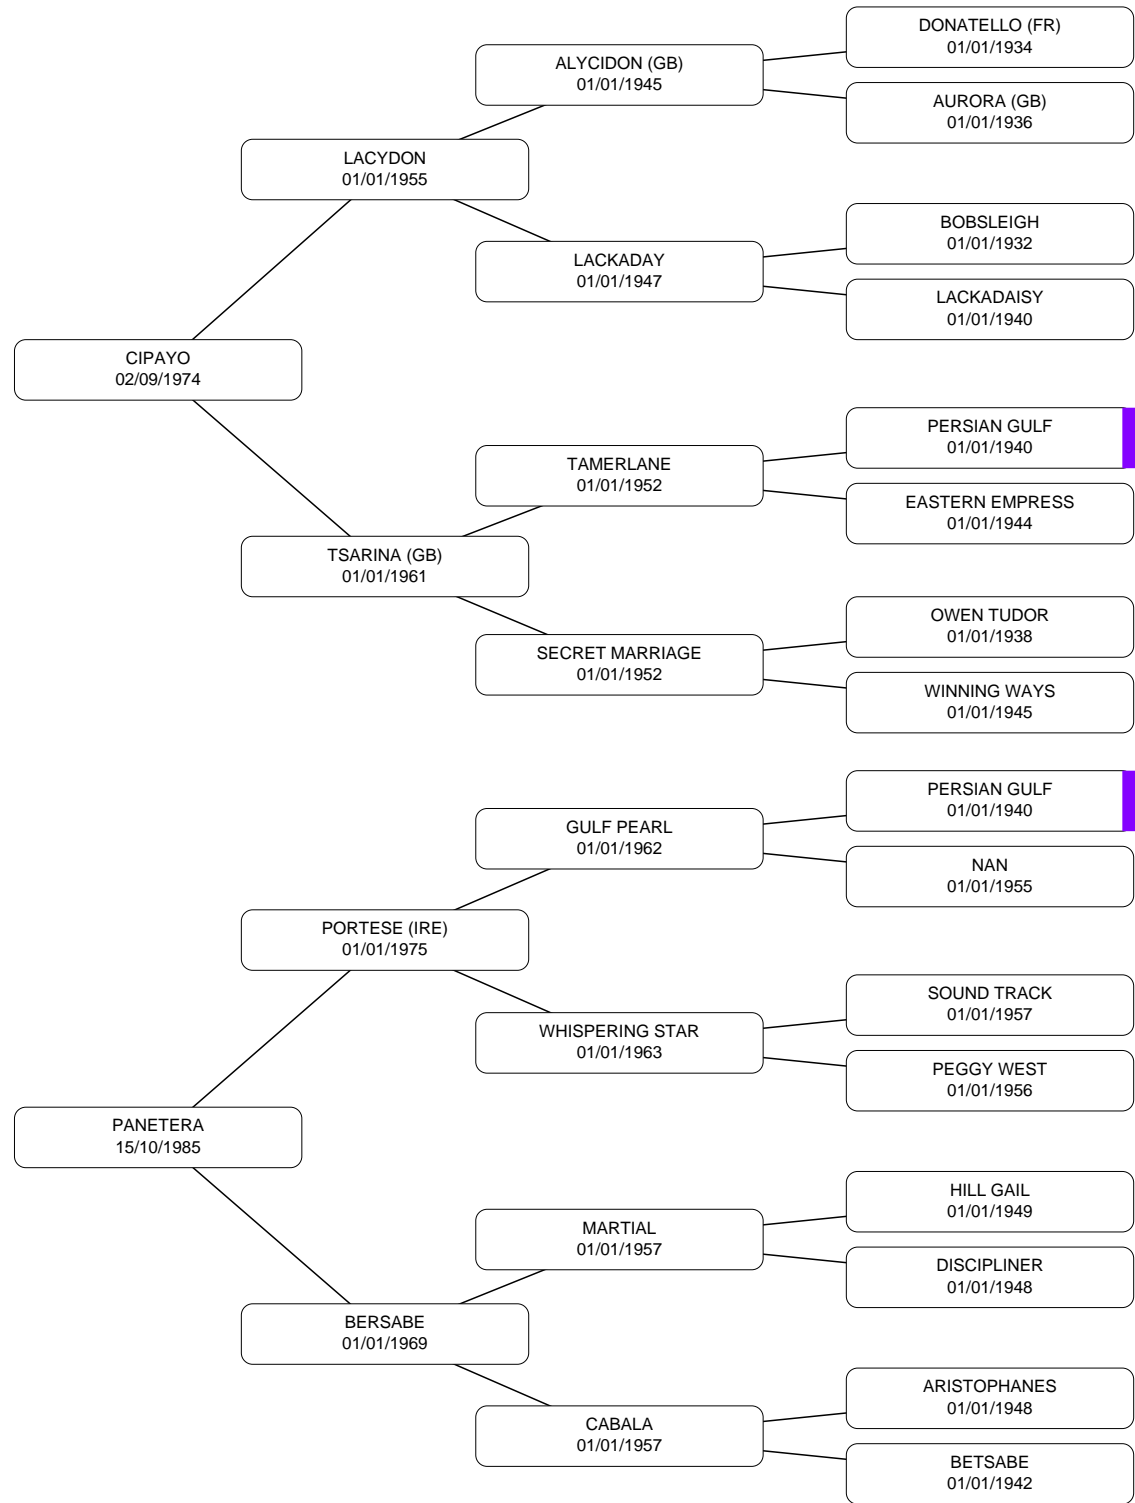 DONATELLO (FR)
01/01/1934
ALYCIDON (GB)
01/01/1945
AURORA (GB)
01/01/1936
LACYDON
01/01/1955
BOBSLEIGH
01/01/1932
LACKADAY
01/01/1947
LACKADAISY
01/01/1940
CIPAYO
02/09/1974
PERSIAN GULF
01/01/1940
TAMERLANE
01/01/1952
EASTERN EMPRESS
01/01/1944
TSARINA (GB)
01/01/1961
OWEN TUDOR
01/01/1938
SECRET MARRIAGE
01/01/1952
WINNING WAYS
01/01/1945
PERSIAN GULF
01/01/1940
GULF PEARL
01/01/1962
NAN
01/01/1955
PORTESE (IRE)
01/01/1975
SOUND TRACK
01/01/1957
WHISPERING STAR
01/01/1963
PEGGY WEST
01/01/1956
PANETERA
15/10/1985
HILL GAIL
01/01/1949
MARTIAL
01/01/1957
DISCIPLINER
01/01/1948
BERSABE
01/01/1969
ARISTOPHANES
01/01/1948
CABALA
01/01/1957
BETSABE
01/01/1942